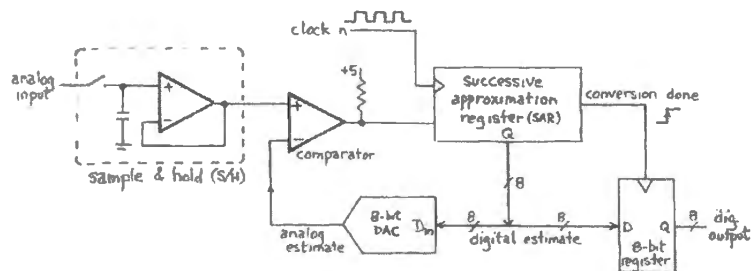 clock n
analog
input
+
−
sample & hold (S/H)
+
−
comparator
+5
Successive
approximation
register (SAR)
Q
conversion done
8
8-bit
DAC
Din
analog
estimate
8
8
digital estimate
D
Q
8-bit
register
8
dig
output